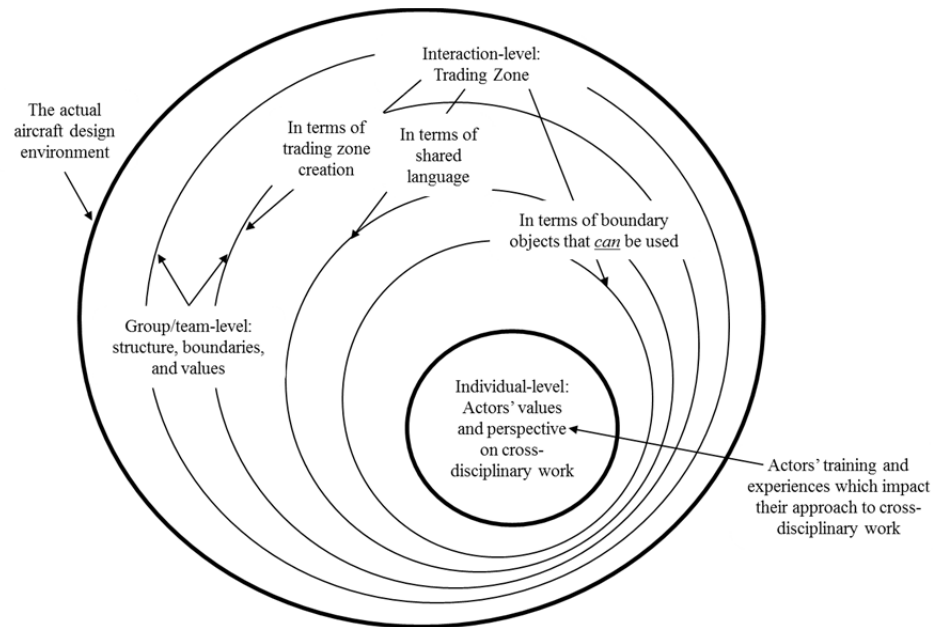 Interaction-level:
Trading Zone
The actual
aircraft design
environment
In terms of
trading zone
creation
In terms of
shared
language
In terms of boundary
objects that can be used
Group/team-level:
structure, boundaries,
and values
Individual-level:
Actors' values
and perspective
on cross-
disciplinary work
Actors' training and
experiences which impact
their approach to cross-
disciplinary work